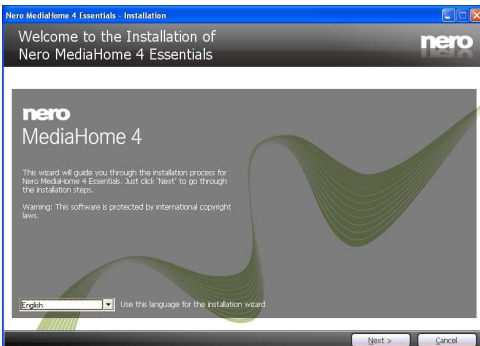 Nero MediaHome 4 Essentials - Installation
Welcome to the Installation of
Nero MediaHome 4 Essentials
nero
nero
MediaHome 4
This wizard will guide you through the installation process for
Nero MediaHome 4 Essentials. Just click 'Next' to go through
the installation steps.
Warning: This software is protected by international copyright
laws.
English
Use this language for the installation wizard
Next >
Cancel